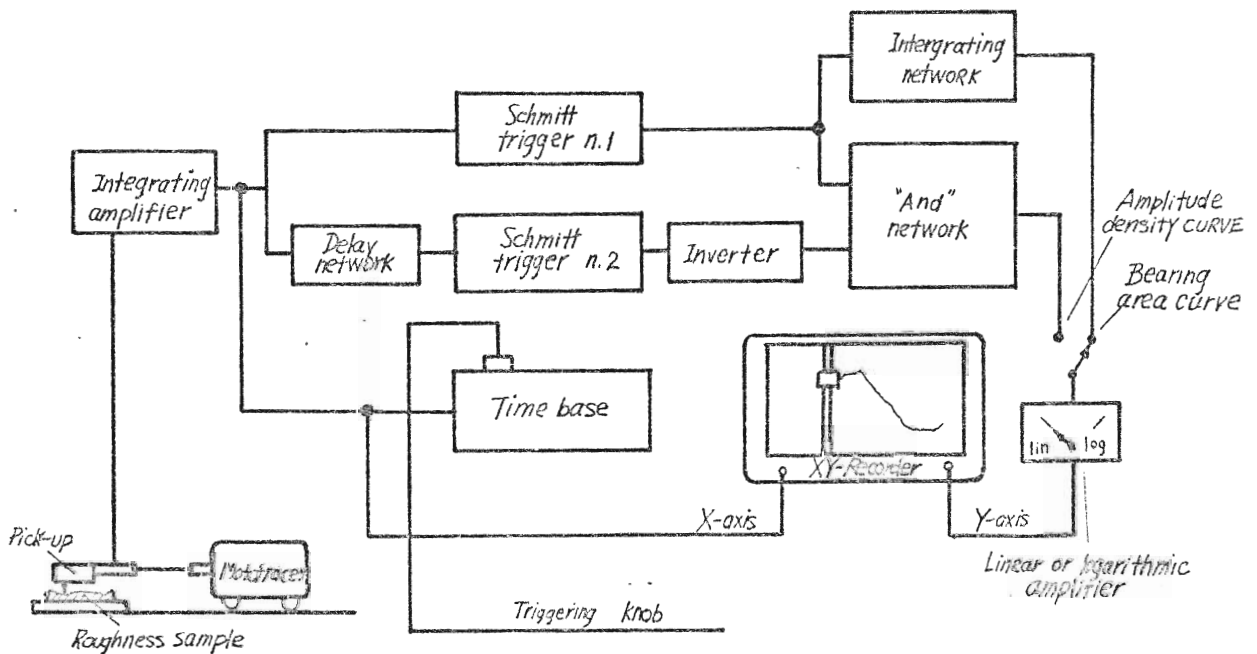 Intergrating
network
Schmitt
trigger n.1
Integrating
amplifier
"And"
network
Amplitude
density CURVE
Delay
network
Schmitt
trigger n.2
Inverter
Bearing
area curve
Time base
lin
log
XY-Recorder
X-axis
Y-axis
Pick-up
Mototracer
Linear or logarithmic
amplifier
Triggering knob
Roughness sample